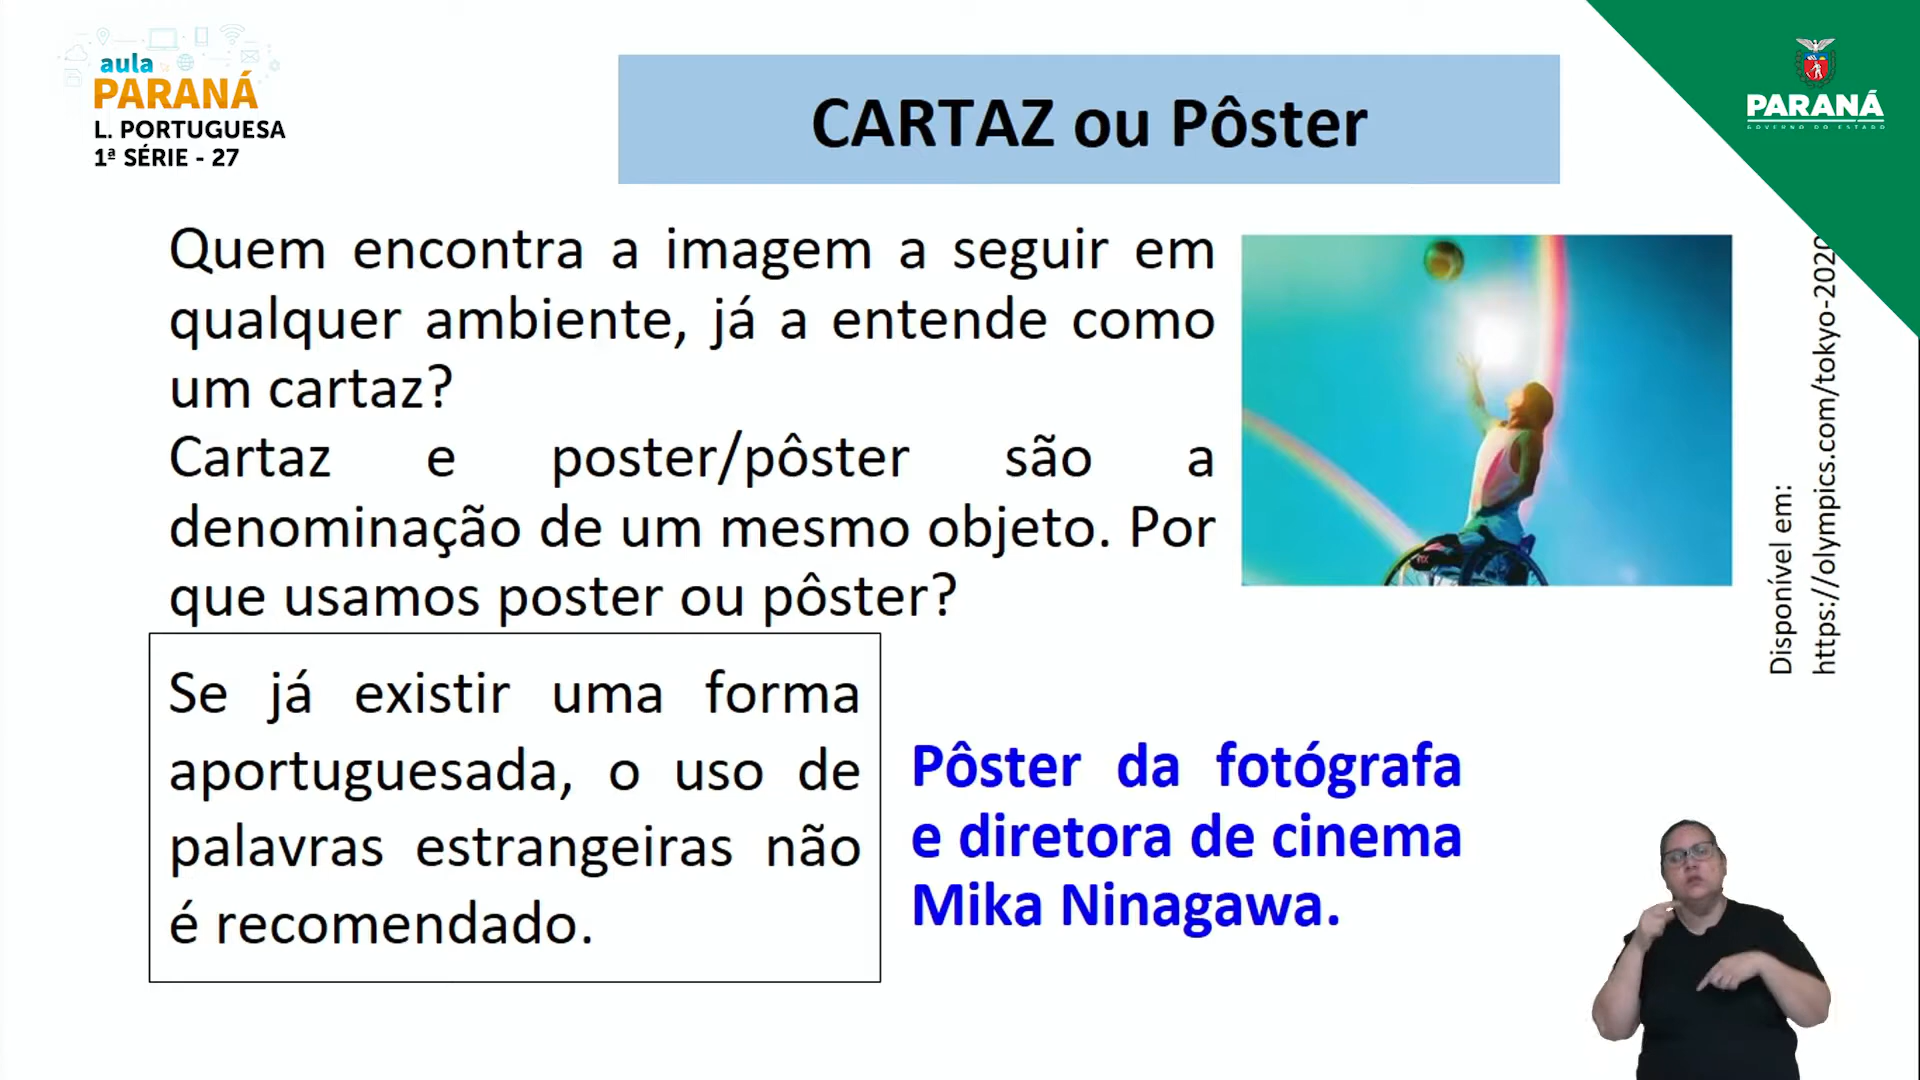 aula
PARANÁ
L. PORTUGUESA
1ª SÉRIE - 27
CARTAZ ou Pôster
PARANÁ
GOVERNO DO ESTADO
Quem encontra a imagem a seguir em
qualquer ambiente, já a entende como
um cartaz?
Cartaz e poster/pôster são a
denominação de um mesmo objeto. Por
que usamos poster ou pôster?
Disponível em:
https://olympics.com/tokyo-2020
Se já existir uma forma
aportuguesada, o uso de
palavras estrangeiras não
é recomendado.
Pôster da fotógrafa
e diretora de cinema
Mika Ninagawa.